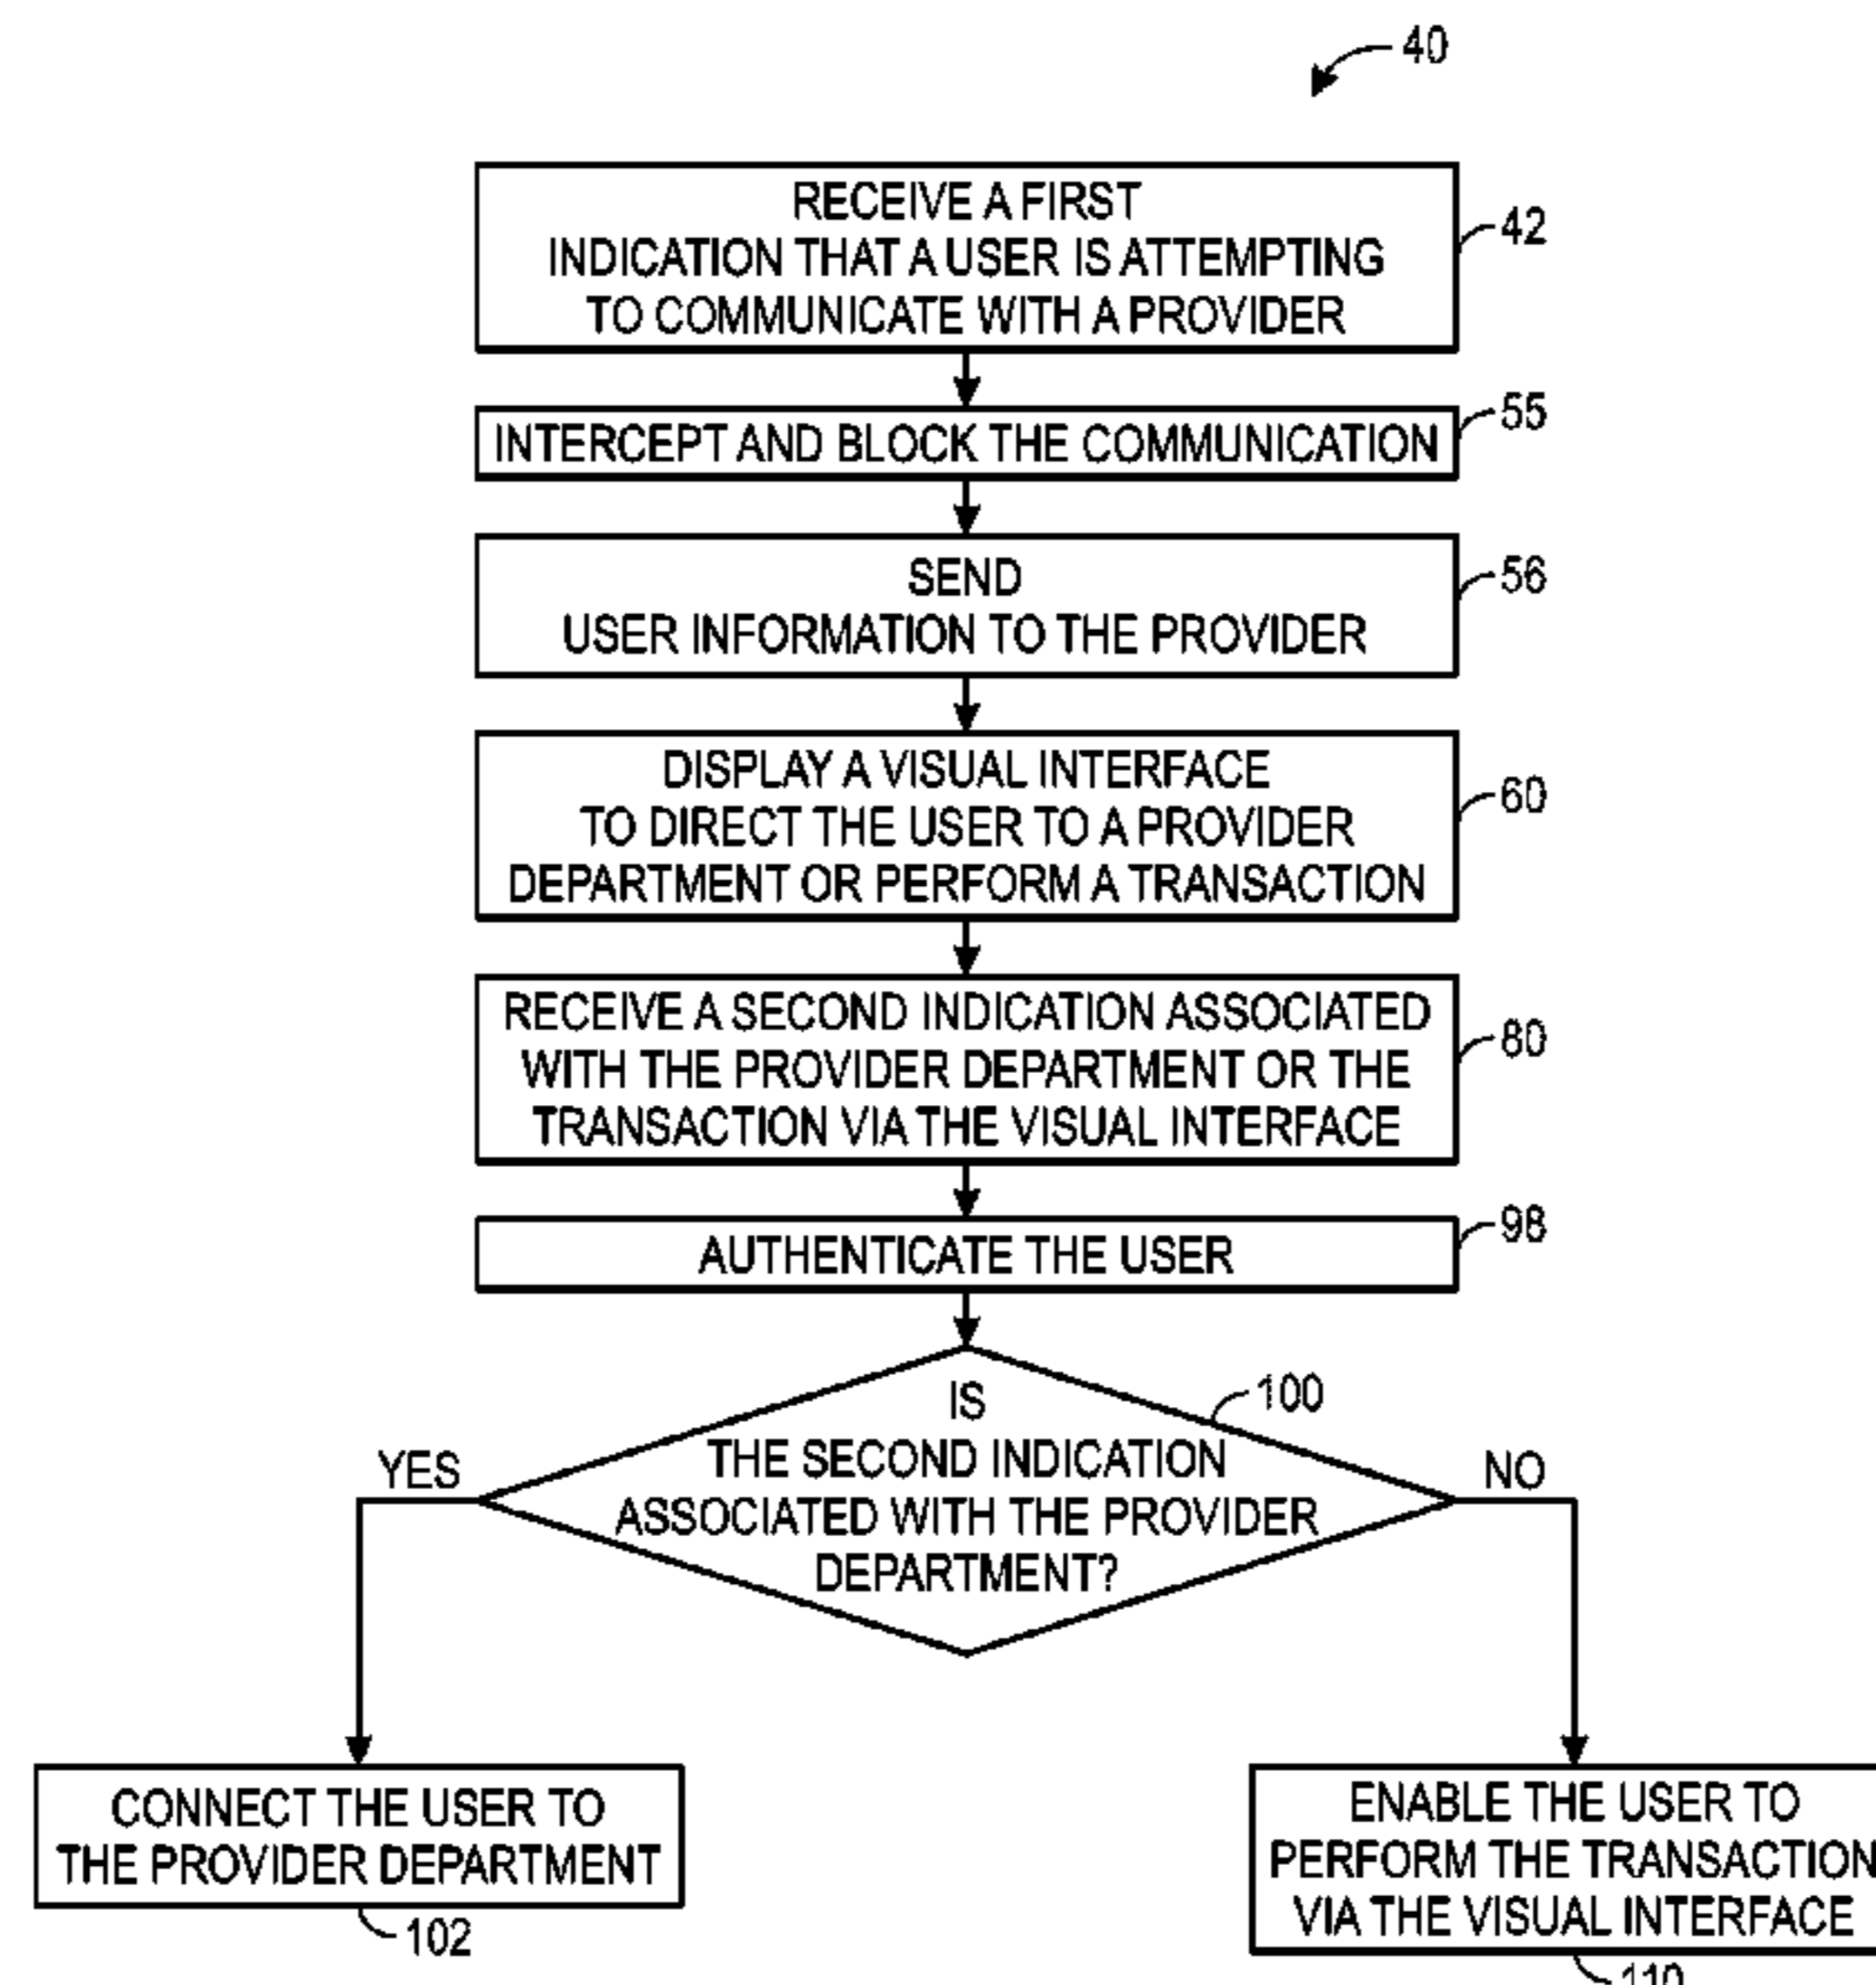 40
RECEIVE A FIRST
INDICATION THAT A USER IS ATTEMPTING
TO COMMUNICATE WITH A PROVIDER
42
INTERCEPT AND BLOCK THE COMMUNICATION
55
SEND
USER INFORMATION TO THE PROVIDER
56
DISPLAY A VISUAL INTERFACE
TO DIRECT THE USER TO A PROVIDER
DEPARTMENT OR PERFORM A TRANSACTION
60
RECEIVE A SECOND INDICATION ASSOCIATED
WITH THE PROVIDER DEPARTMENT OR THE
TRANSACTION VIA THE VISUAL INTERFACE
80
AUTHENTICATE THE USER
98
IS
THE SECOND INDICATION
ASSOCIATED WITH THE PROVIDER
DEPARTMENT?
100
YES
NO
CONNECT THE USER TO
THE PROVIDER DEPARTMENT
102
ENABLE THE USER TO
PERFORM THE TRANSACTION
VIA THE VISUAL INTERFACE
110